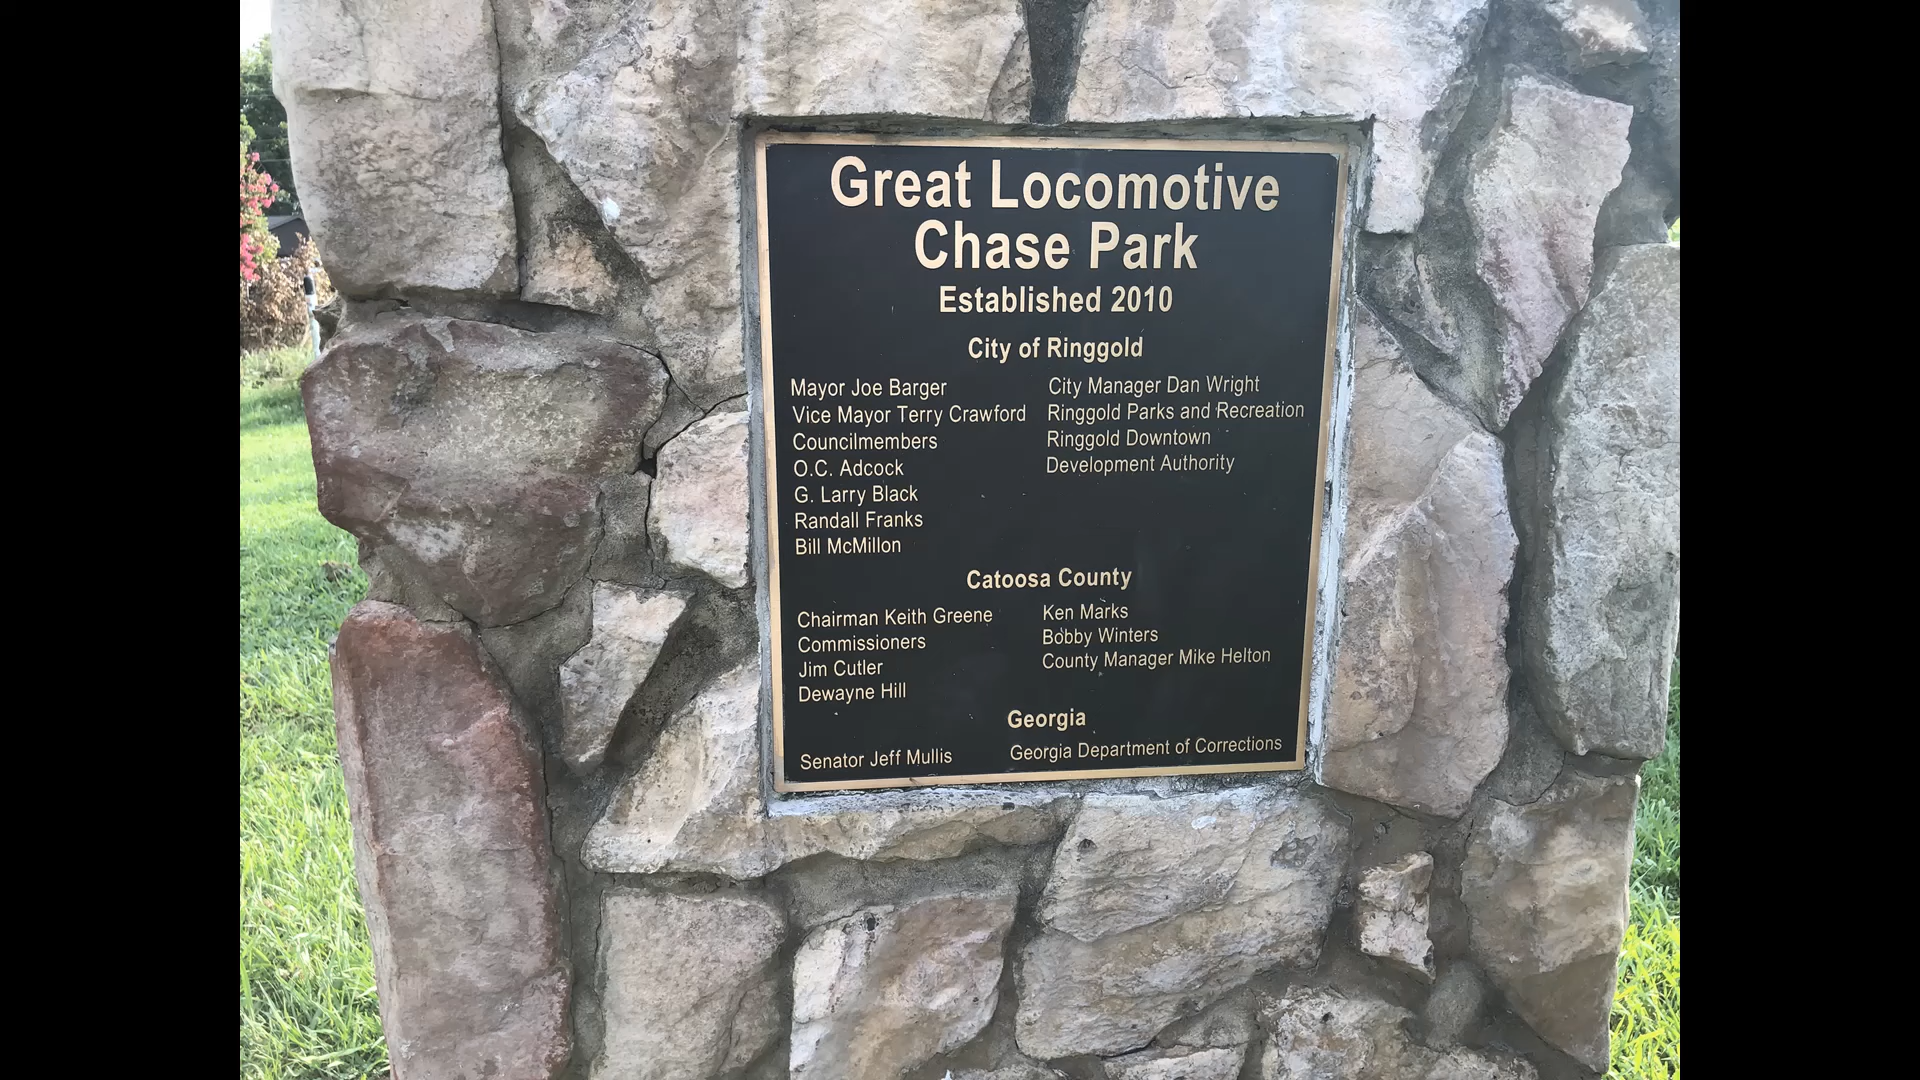 Great Locomotive
Chase Park
Established 2010
City of Ringgold
Mayor Joe Barger
Vice Mayor Terry Crawford
Councilmembers
O.C. Adcock
G. Larry Black
Randall Franks
Bill McMillon
City Manager Dan Wright
Ringgold Parks and Recreation
Ringgold Downtown
Development Authority
Catoosa County
Chairman Keith Greene
Commissioners
Jim Cutler
Dewayne Hill
Ken Marks
Bobby Winters
County Manager Mike Helton
Georgia
Senator Jeff Mullis
Georgia Department of Corrections